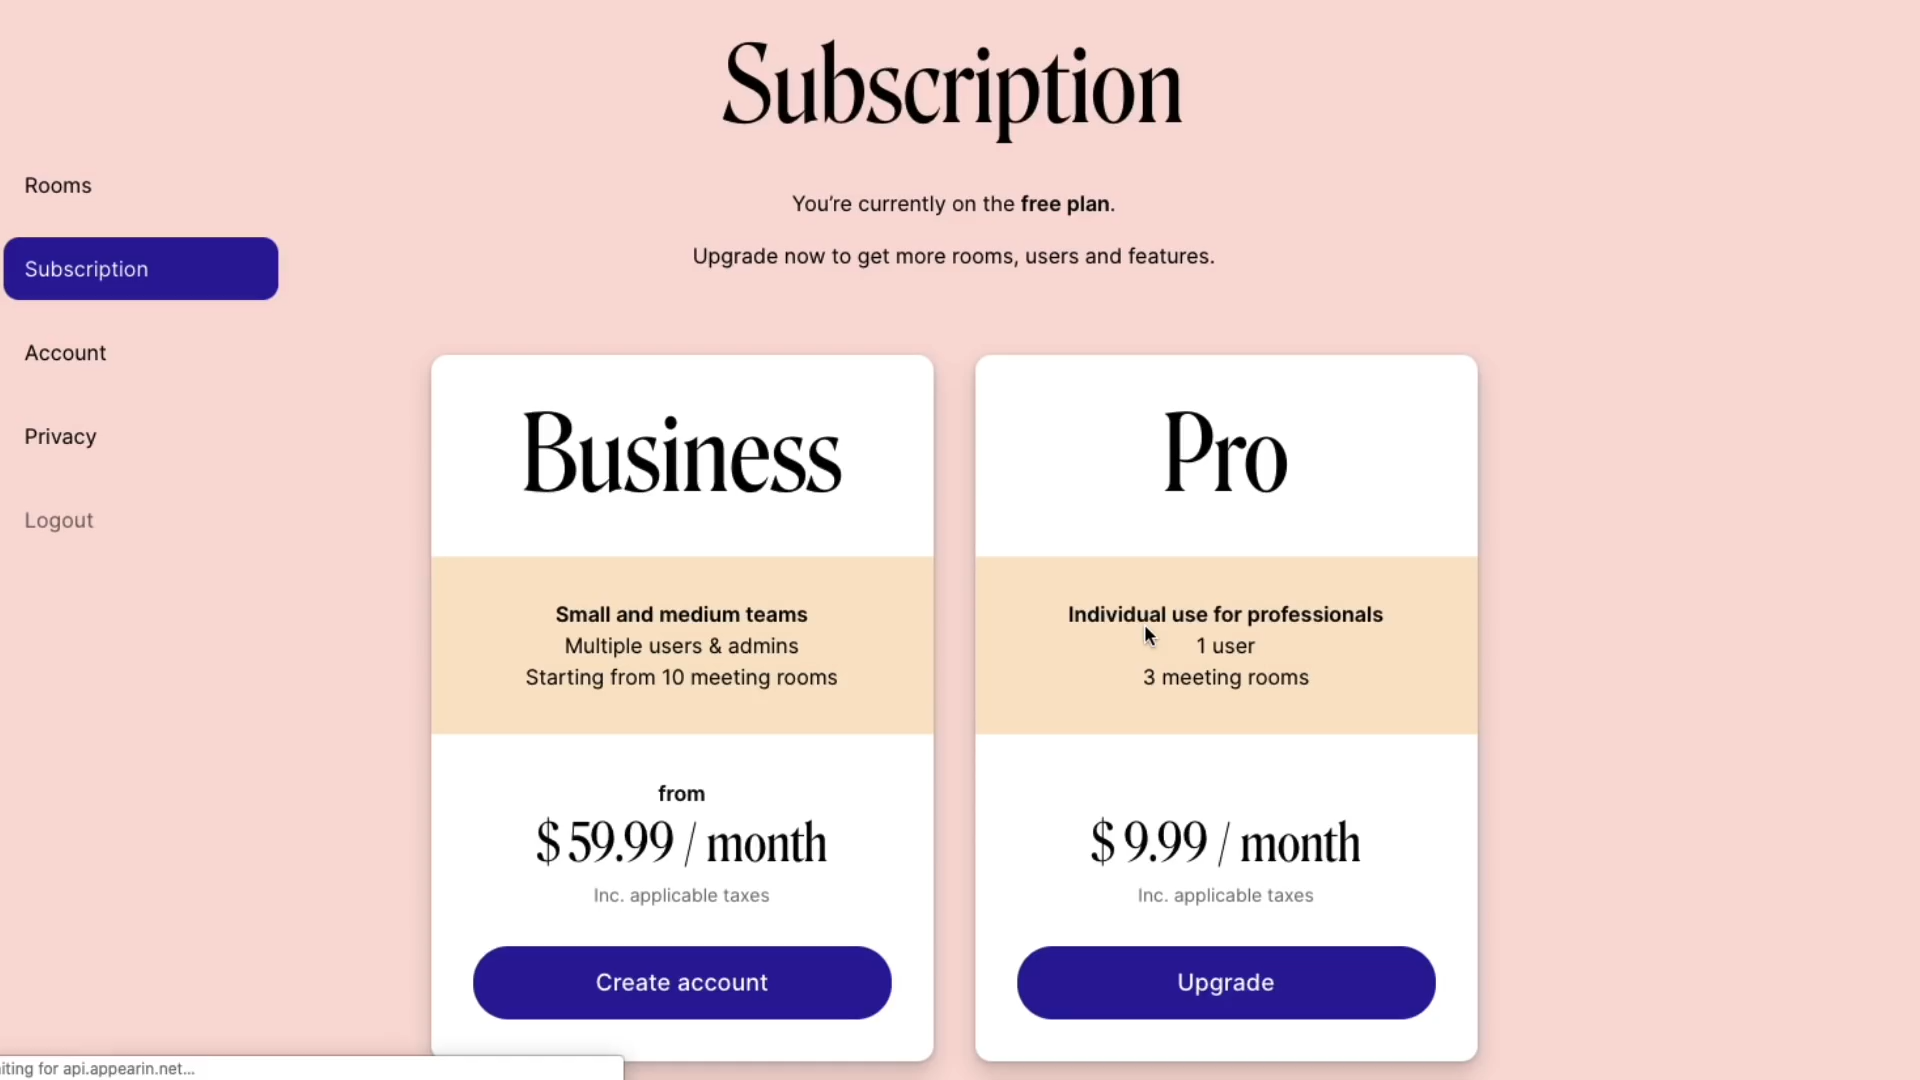 Subscription
Rooms
Subscription
Account
Privacy
Logout
You’re currently on the free plan.
Upgrade now to get more rooms, users and features.
Business
Small and medium teams
Multiple users & admins
Starting from 10 meeting rooms
from
$ 59.99 / month
Inc. applicable taxes
Create account
Pro
Individual use for professionals
1 user
3 meeting rooms
$ 9.99 / month
Inc. applicable taxes
Upgrade
iting for api.appearin.net...